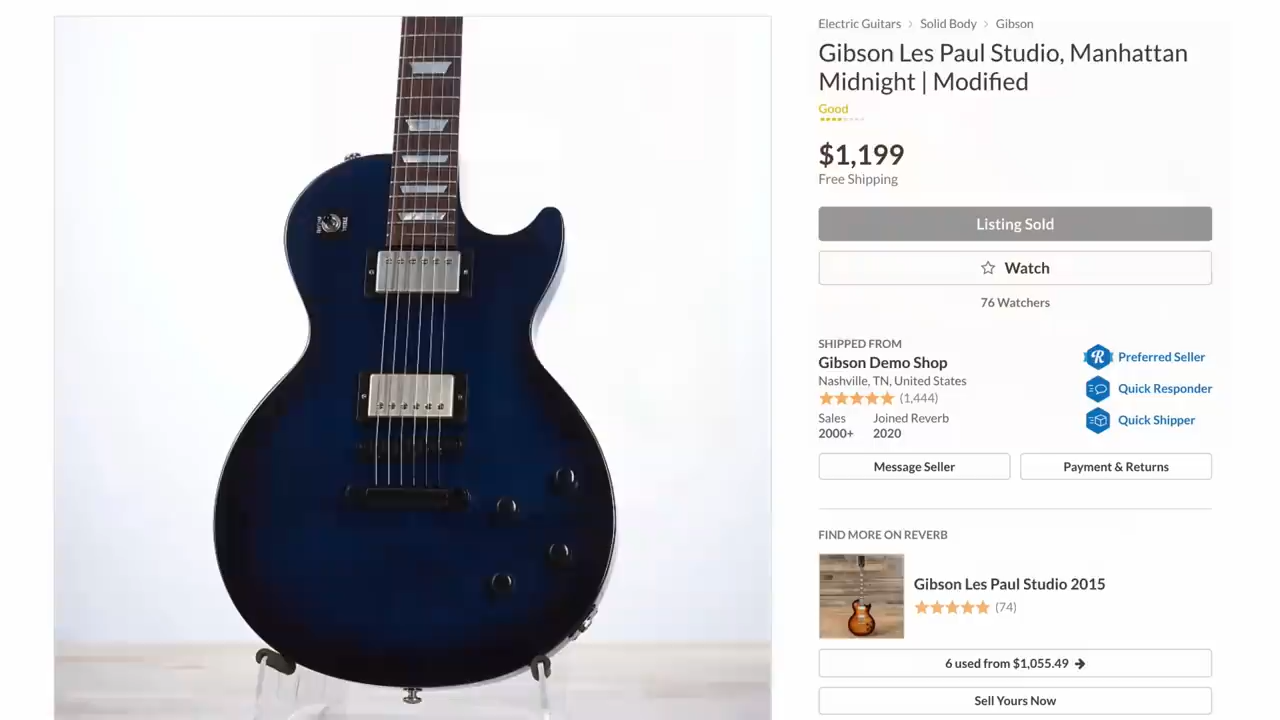 Electric Guitars > Solid Body > Gibson
Gibson Les Paul Studio, Manhattan
Midnight | Modified
Good
$1,199
Free Shipping
Listing Sold
Watch
76 Watchers
SHIPPED FROM
Gibson Demo Shop
Nashville, TN, United States
(1,444)
Sales Joined Reverb
2000+ 2020
Preferred Seller
Quick Responder
Quick Shipper
Message Seller
Payment & Returns
FIND MORE ON REVERB
Gibson Les Paul Studio 2015
(74)
6 used from $1,055.49 →
Sell Yours Now